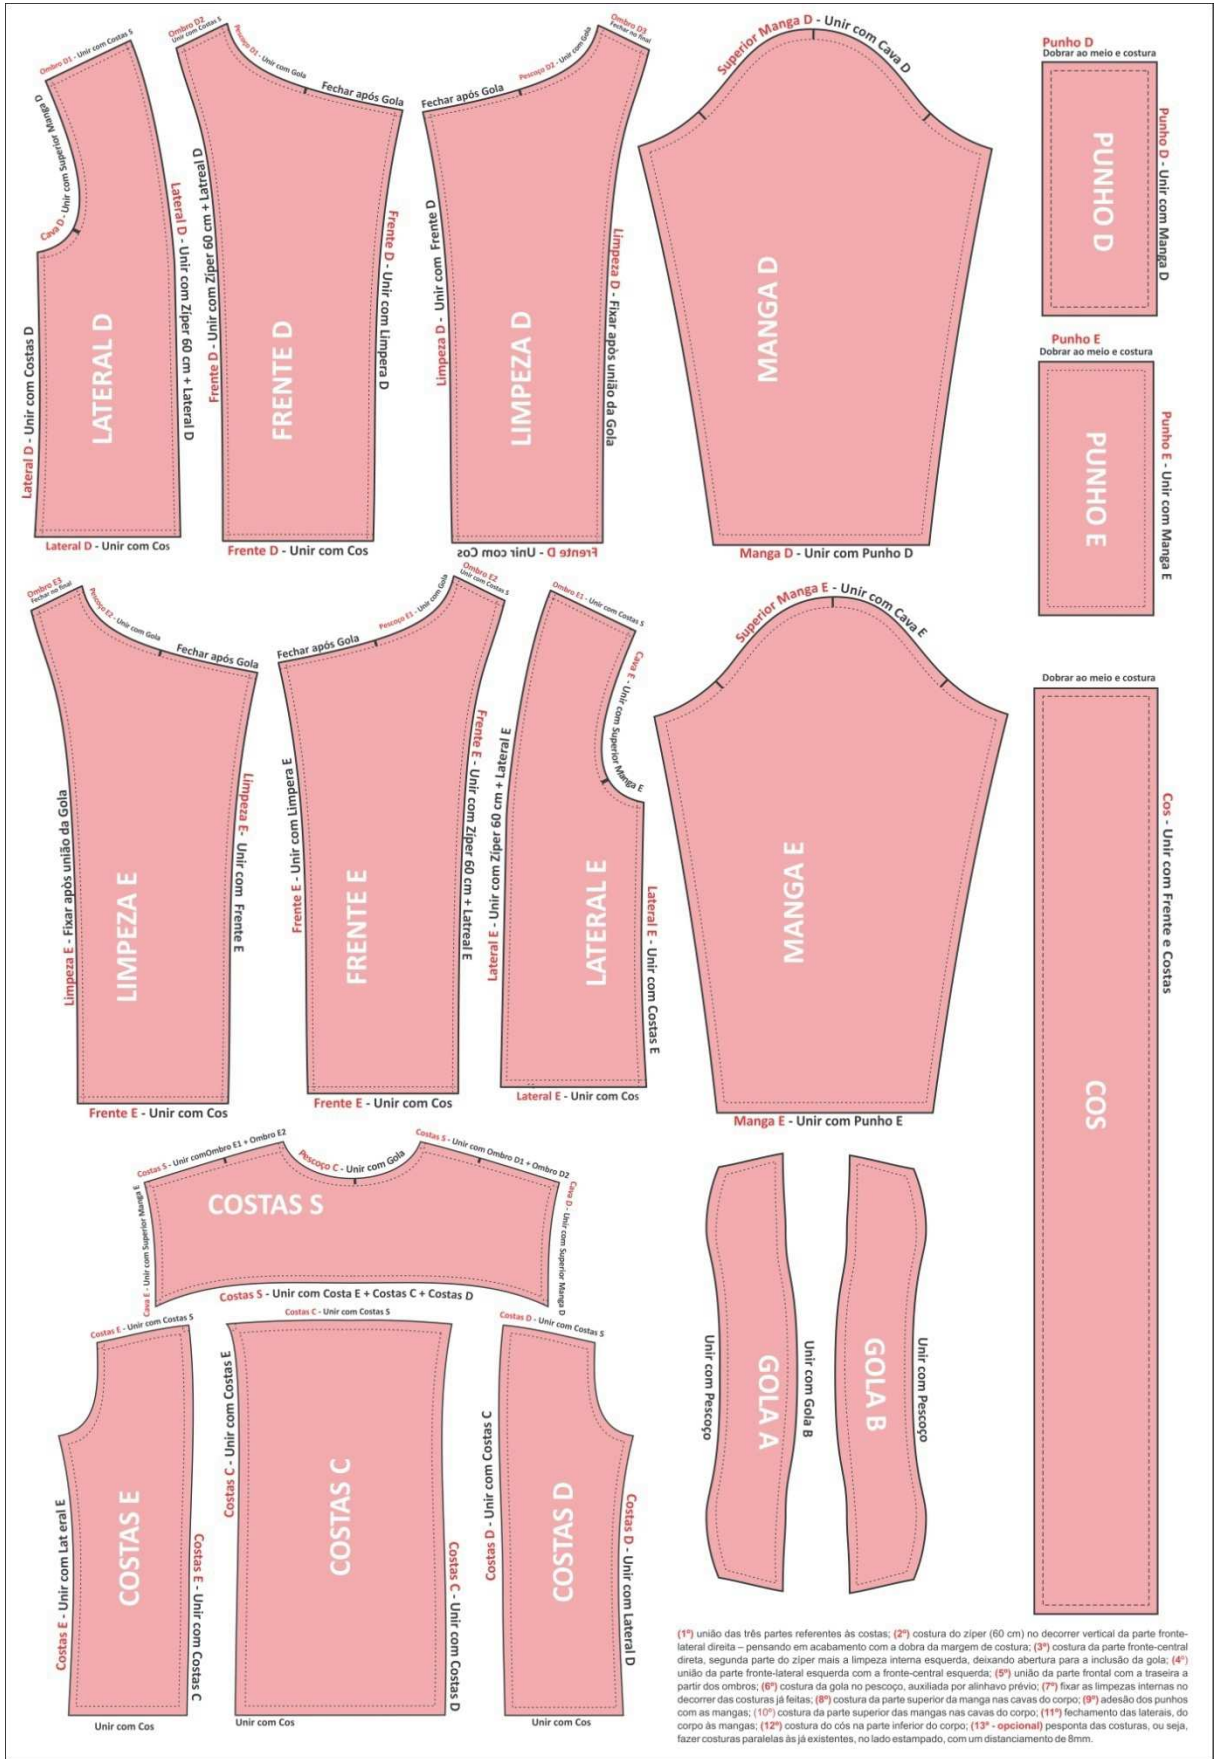 Ombro D1 - Unir com Costas S
Cava D - Unir com Superior Manga D
Lateral D - Unir com Costas D
LATERAL D
Lateral D - Unir com Zíper 60 cm + Lateral D
Lateral D - Unir com Cos
Ombro D2
Unir com Costas S
Pescoço D1 - Unir com Gola
Fechar após Gola
Frente D - Unir com Zíper 60 cm + Latreal D
FRENTE D
Frente D - Unir com Limpera D
Frente D - Unir com Cos
Ombro D3
Fechar no final
Pescoço D2 - Unir com Gola
Fechar após Gola
Limpeza D - Unir com Frente D
LIMPEZA D
Limpeza D - Fixar após união da Gola
Frente D - Unir com Cos
Superior Manga D - Unir com Cava D
MANGA D
Manga D - Unir com Punho D
Punho D
Dobrar ao meio e costura
PUNHO D
Punho D - Unir com Manga D
Punho E
Dobrar ao meio e costura
PUNHO E
Punho E - Unir com Manga E
Ombro E3
Fechar no final
Pescoço E2 - Unir com Gola
Fechar após Gola
Limpeza E - Fixar após união da Gola
LIMPEZA E
Limpeza E- Unir com Frente E
Frente E - Unir com Cos
Ombro E2
Unir com Costas S
Pescoço E1 - Unir com Gola
Fechar após Gola
Frente E - Unir com Limpera E
FRENTE E
Frente E - Unir com Zíper 60 cm + Latreal E
Frente E - Unir com Cos
Ombro E1 - Unir com Costas S
Cava E - Unir com Superior Manga E
Lateral E - Unir com Zíper 60 cm + Lateral E
LATERAL E
Lateral E - Unir com Costas E
Lateral E - Unir com Cos
Superior Manga E - Unir com Cava E
MANGA E
Manga E - Unir com Punho E
Dobrar ao meio e costura
COS
Cos - Unir com Frente e Costas
Costas S - Unir comOmbro E1 + Ombro E2
Pescoço C - Unir com Gola
Costas S - Unir com Ombro D1 + Ombro D2
Cava E - Unir com Superior Manga E
COSTAS S
Cava D - Unir com Superior Manga D
Costas S - Unir com Costa E + Costas C + Costas D
Costas E - Unir com Costas S
Costas E - Unir com Lat eral E
COSTAS E
Costas E - Unir com Costas C
Unir com Cos
Costas C - Unir com Costas S
Costas C - Unir com Costas E
COSTAS C
Costas C - Unir com Costas D
Unir com Cos
Costas D - Unir com Costas S
Costas D - Unir com Costas C
COSTAS D
Costas D - Unir com Lateral D
Unir com Cos
Unir com Pescoço
GOLA A
Unir com Gola B
GOLA B
Unir com Pescoço
(1º) união das três partes referentes às costas; (2º) costura do zíper (60 cm) no decorrer vertical da parte fronte-
lateral direita – pensando em acabamento com a dobra da margem de costura; (3º) costura da parte fronte-central
direta, segunda parte do zíper mais a limpeza interna esquerda, deixando abertura para a inclusão da gola; (4º)
união da parte fronte-lateral esquerda com a fronte-central esquerda; (5º) união da parte frontal com a traseira a
partir dos ombros; (6º) costura da gola no pescoço, auxiliada por alinhavo prévio; (7º) fixar as limpezas internas no
decorrer das costuras já feitas; (8º) costura da parte superior da manga nas cavas do corpo; (9º) adesão dos punhos
com as mangas; (10º) costura da parte superior das mangas nas cavas do corpo; (11º) fechamento das laterais, do
corpo às mangas; (12º) costura do cós na parte inferior do corpo; (13º - opcional) pesponta das costuras, ou seja,
fazer costuras paralelas às já existentes, no lado estampado, com um distanciamento de 8mm.